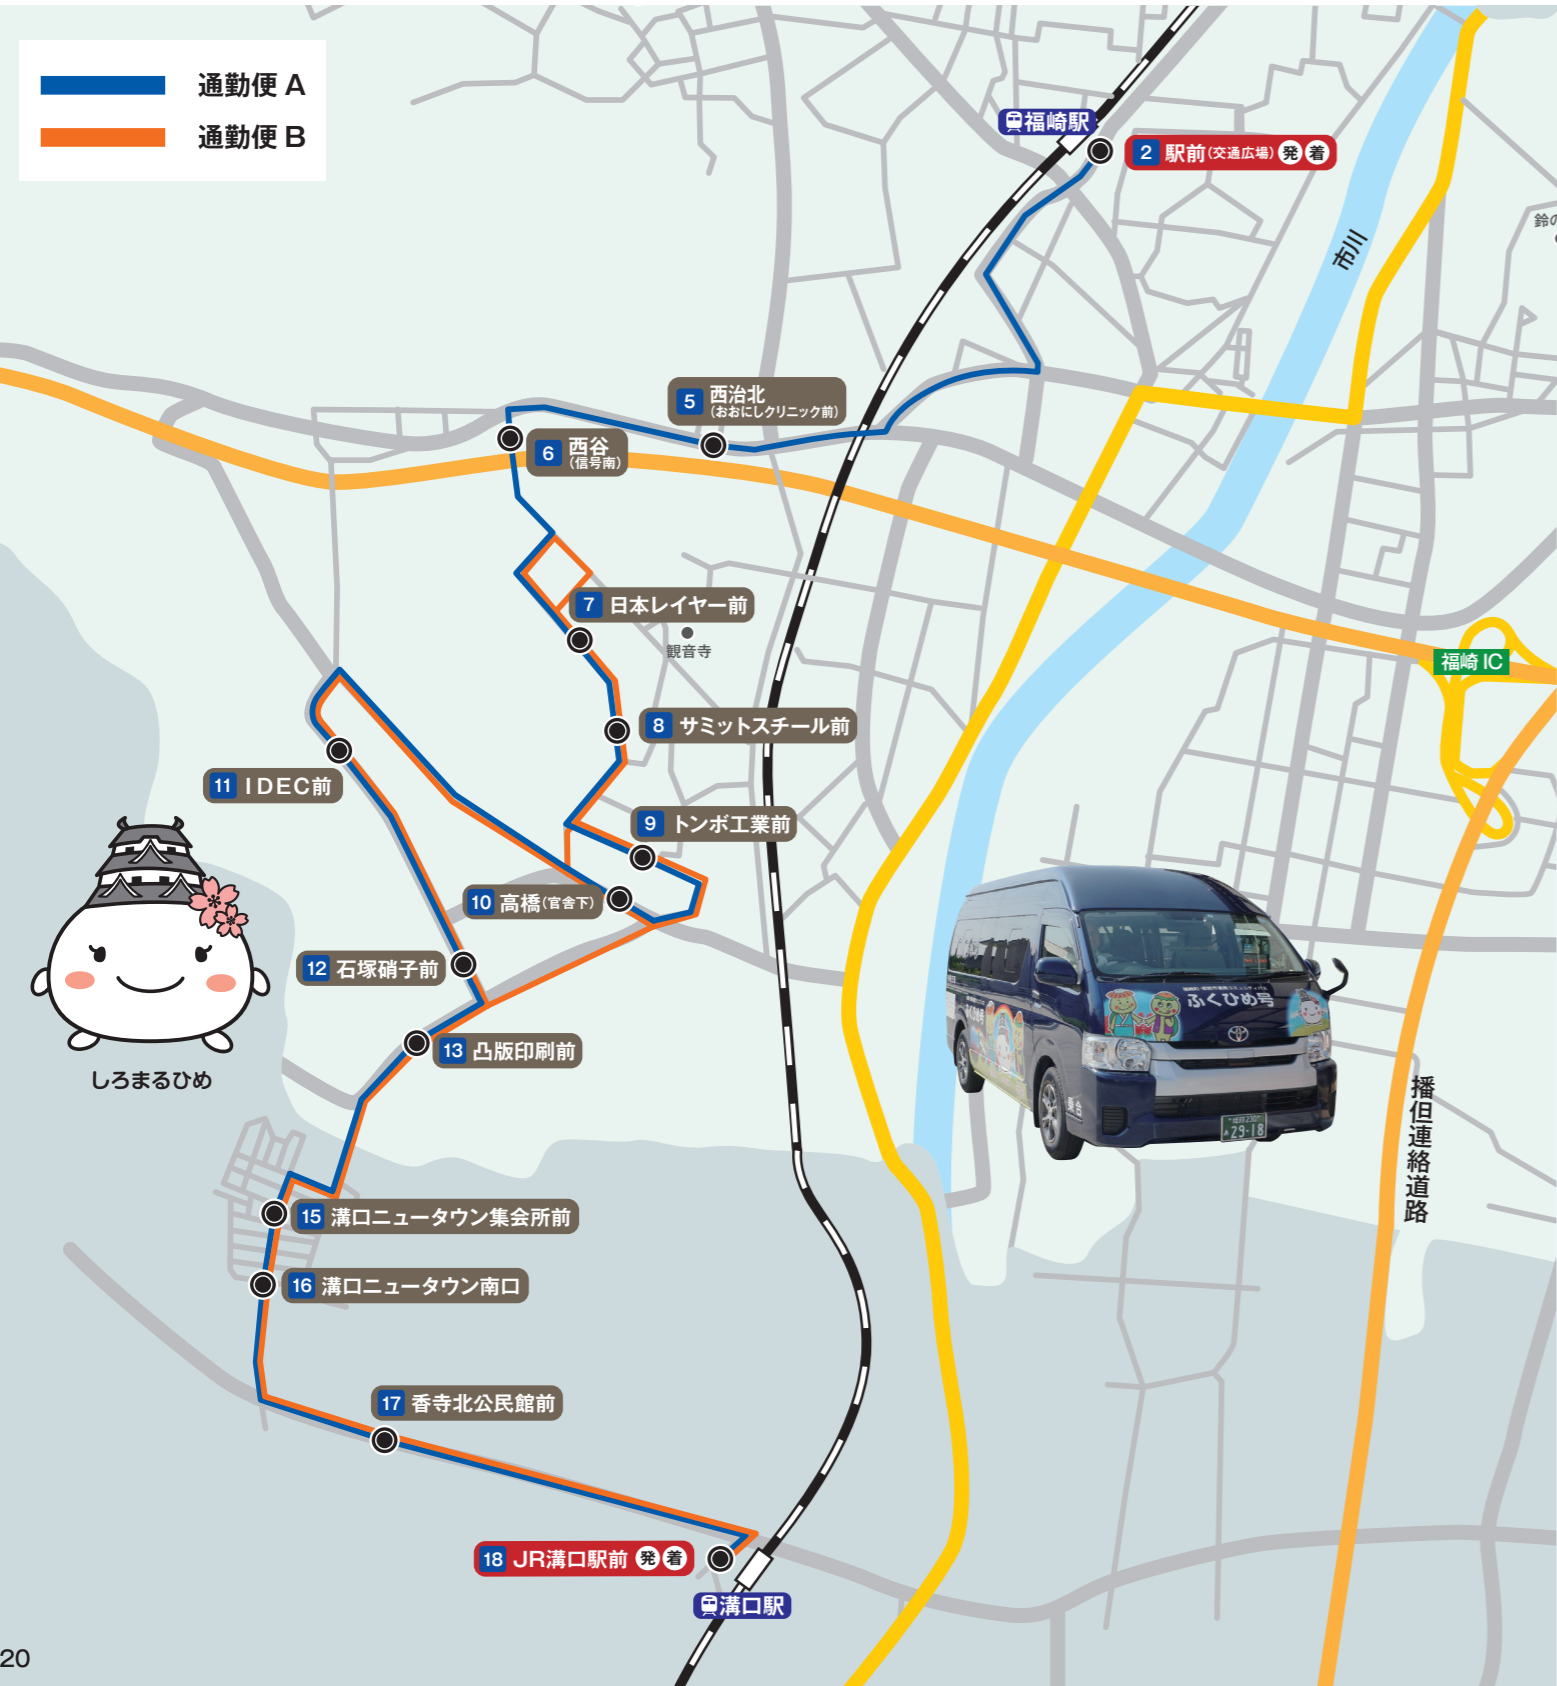 通勤便 A
通勤便 B
福崎駅
2 駅前(交通広場) 発 着
市川
鈴の
5 西治北
(おおにしクリニック前)
6 西谷
(信号南)
7 日本レイヤー前
観音寺
福崎 IC
8 サミットスチール前
11 IDEC前
9 トンボ工業前
10 高橋(官舎下)
12 石塚硝子前
ふくひめ号
13 凸版印刷前
しろまるひめ
29-18
播但連絡道路
15 溝口ニュータウン集会所前
16 溝口ニュータウン南口
17 香寺北公民館前
18 JR溝口駅前 発 着
溝口駅
20